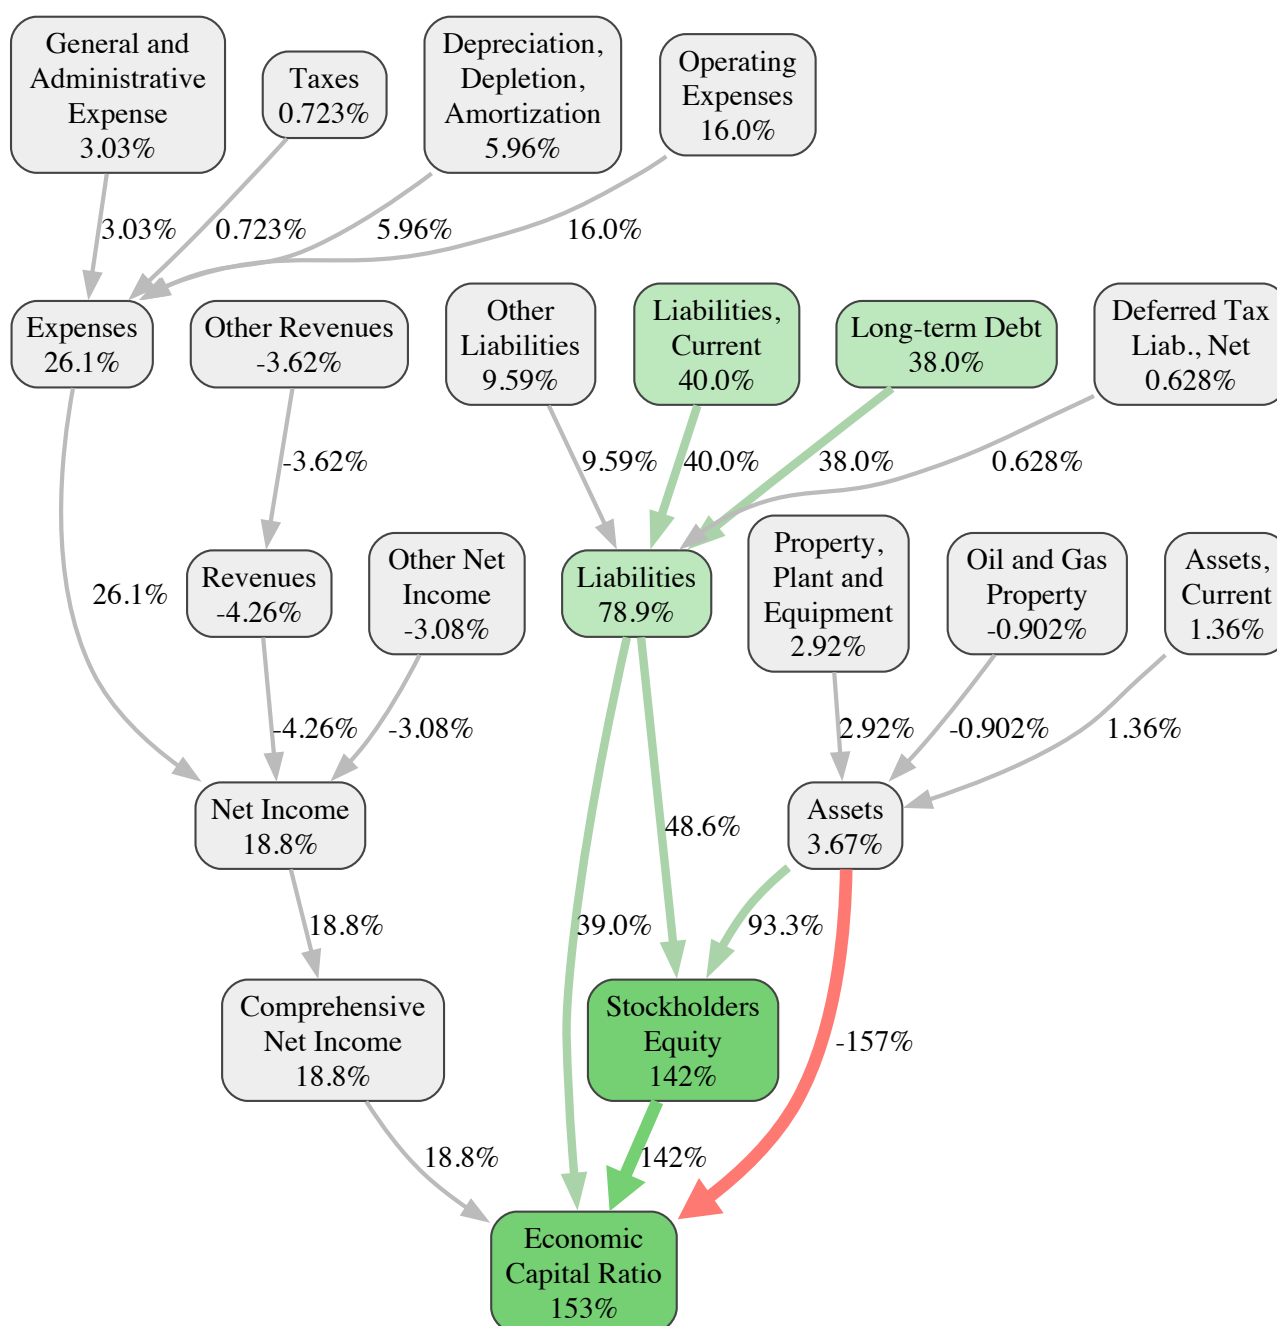 General and
Administrative
Expense
3.03%
Taxes
0.723%
Depreciation,
Depletion,
Amortization
5.96%
Operating
Expenses
16.0%
3.03%
0.723%
5.96%
16.0%
Expenses
26.1%
Other Revenues
-3.62%
Other
Liabilities
9.59%
Liabilities,
Current
40.0%
Long-term Debt
38.0%
Deferred Tax
Liab., Net
0.628%
-3.62%
9.59%
40.0%
38.0%
0.628%
26.1%
Revenues
-4.26%
Other Net
Income
-3.08%
Liabilities
78.9%
Property,
Plant and
Equipment
2.92%
Oil and Gas
Property
-0.902%
Assets,
Current
1.36%
-4.26%
-3.08%
2.92%
-0.902%
1.36%
Net Income
18.8%
48.6%
Assets
3.67%
18.8%
39.0%
93.3%
Comprehensive
Net Income
18.8%
Stockholders
Equity
142%
-157%
18.8%
142%
Economic
Capital Ratio
153%